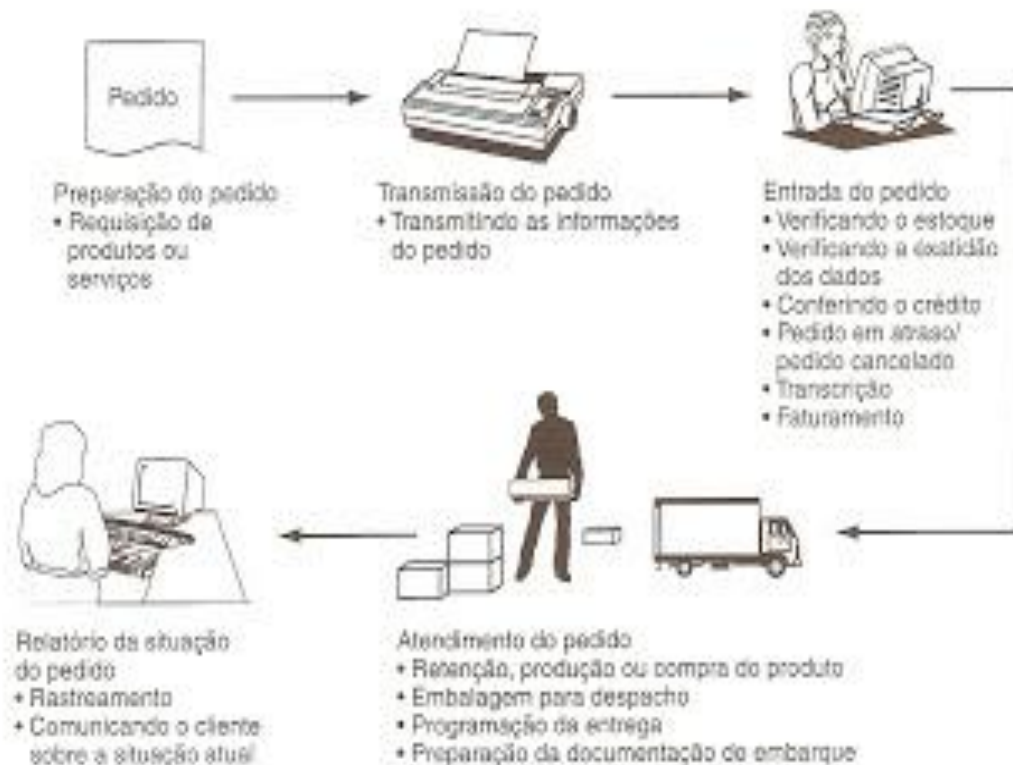 Pedido
Preparação do pedido
• Requisição de
produtos ou
serviços
Transmissão do pedido
• Transmitindo as informações
do pedido
Entrada do pedido
• Verificando o estoque
• Verificando a exatidão
dos dados
• Conferindo o crédito
• Pedido em atraso/
pedido cancelado
• Transcrição
• Faturamento
Atendimento do pedido
• Retenção, produção ou compra do produto
• Embalagem para despacho
• Programação da entrega
• Preparação da documentação de embarque
Relatório da situação
do pedido
• Rastreamento
• Comunicando o cliente
sobre a situação atual